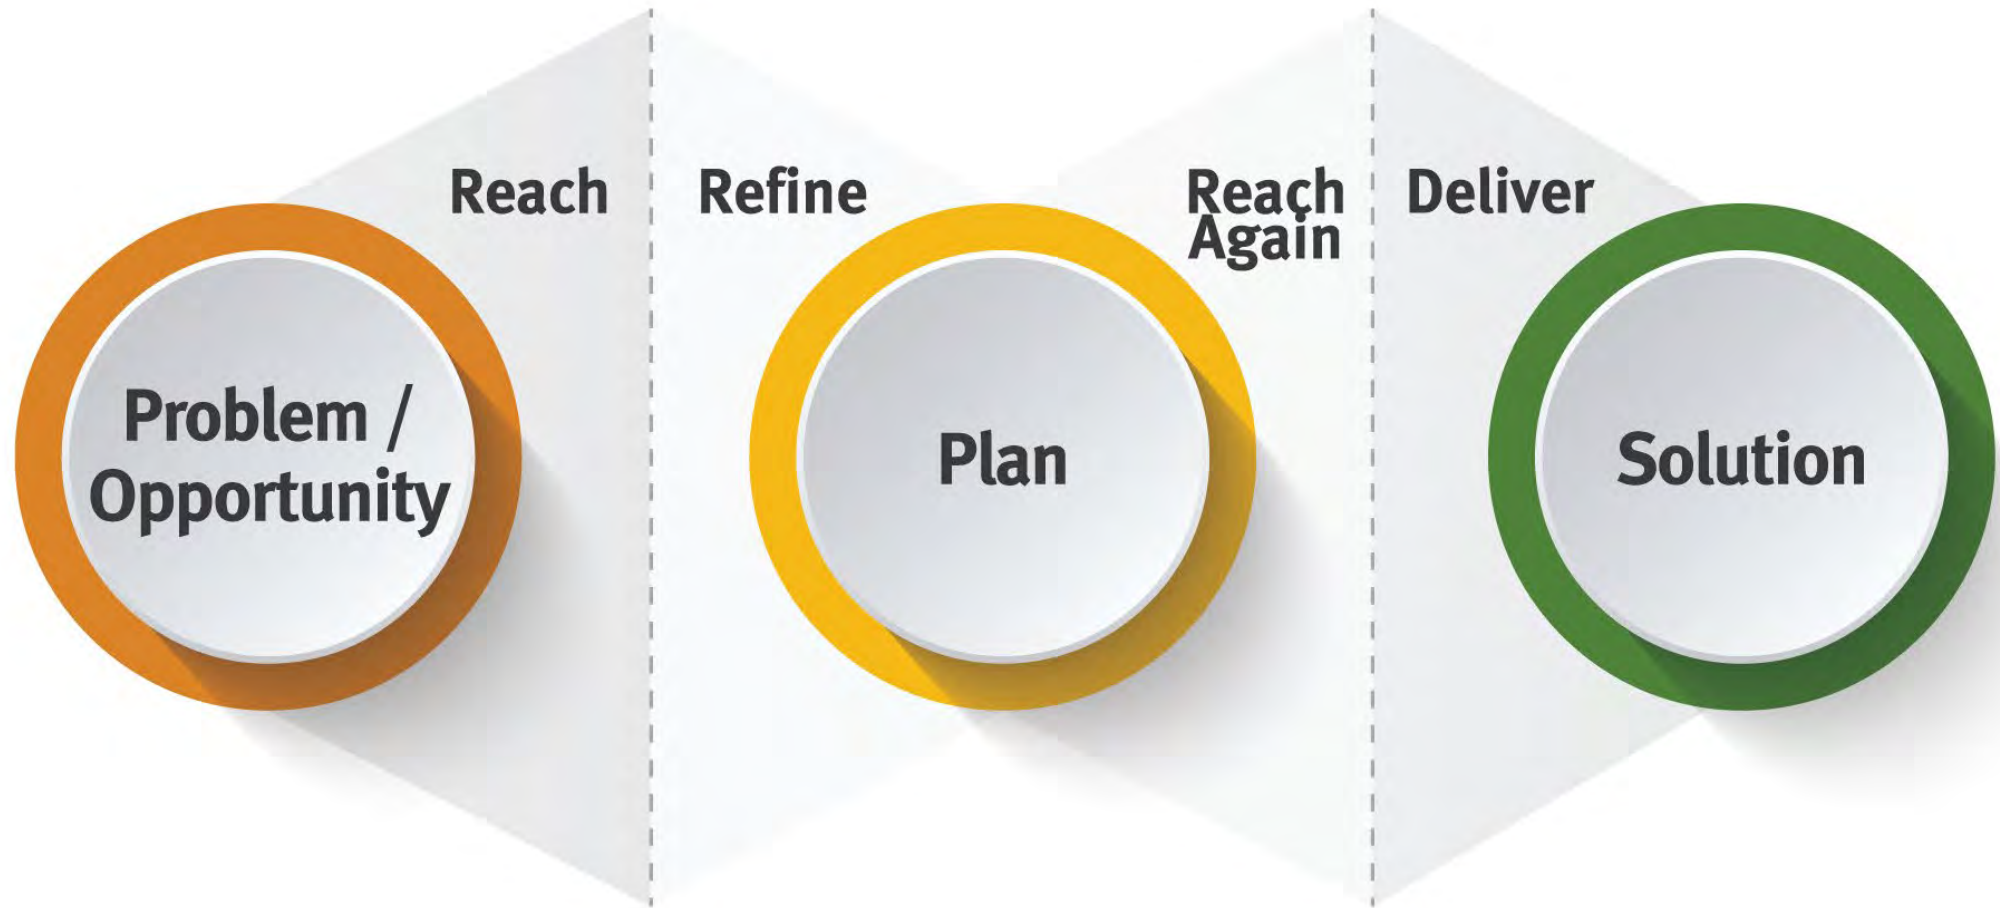 Reach
Refine
Reach
Again
Deliver
Problem /
Opportunity
Plan
Solution